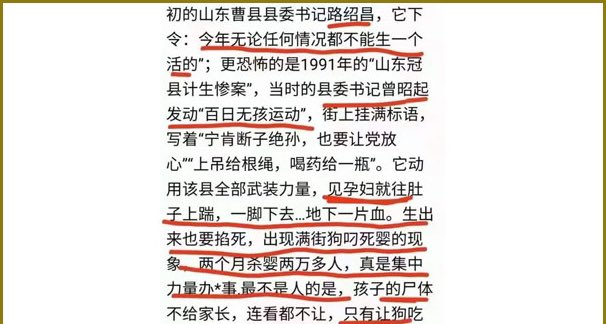 初的山东曹县县委书记路绍昌，它下
令：今年无论任何情况都不能生一个
活的”；更恐怖的是1991年的“山东冠
县计生惨案”，当时的县委书记曾昭起
发动“百日无孩运动”，街上挂满标语，
写着“宁肯断子绝孙，也要让党放
心”“上吊给根绳，喝药给一瓶”。它动
用该县全部武装力量，见孕妇就往肚
子上踹，一脚下去...地下一片血。生出
来也要掐死，出现满街狗叼死婴的现
象，两个月杀婴两万多人，真是集中
力量办*事,最不是人的是，孩子的尸体
不给家长，连看都不让，只有让狗吃